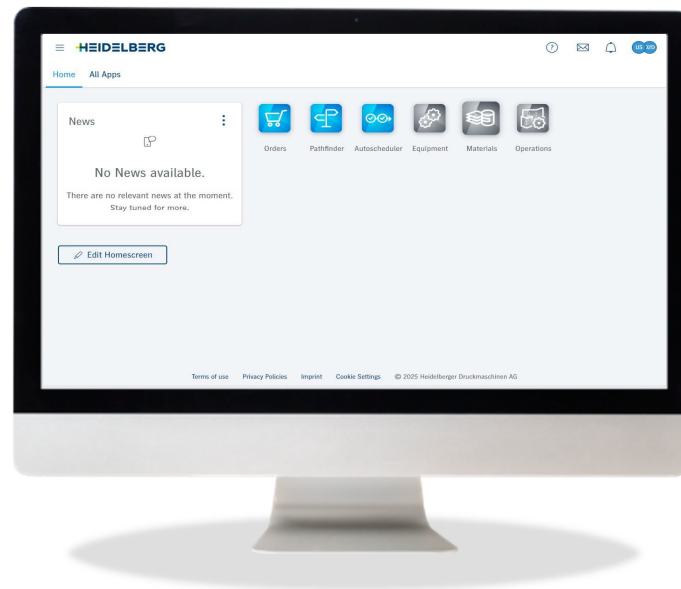 HEIDELBERG
Home All Apps
News
No News available.
There are no relevant news at the moment.
Stay tuned for more.
Orders Pathfinder Autoscheduler Equipment Materials Operations
Edit Homescreen
Terms of use Privacy Policies Imprint Cookie Settings © 2025 Heidelberger Druckmaschinen AG